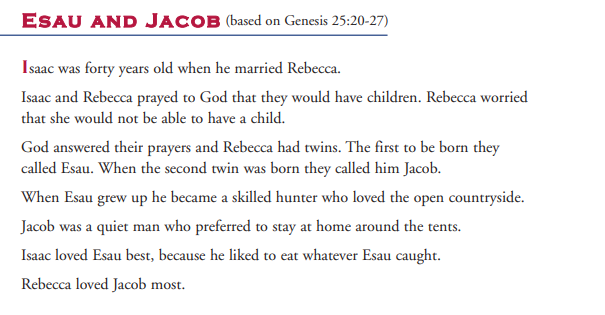 ESAU AND JACOB (based on Genesis 25:20-27)
Isaac was forty years old when he married Rebecca.
Isaac and Rebecca prayed to God that they would have children. Rebecca worried
that she would not be able to have a child.
God answered their prayers and Rebecca had twins. The first to be born they
called Esau. When the second twin was born they called him Jacob.
When Esau grew up he became a skilled hunter who loved the open countryside.
Jacob was a quiet man who preferred to stay at home around the tents.
Isaac loved Esau best, because he liked to eat whatever Esau caught.
Rebecca loved Jacob most.